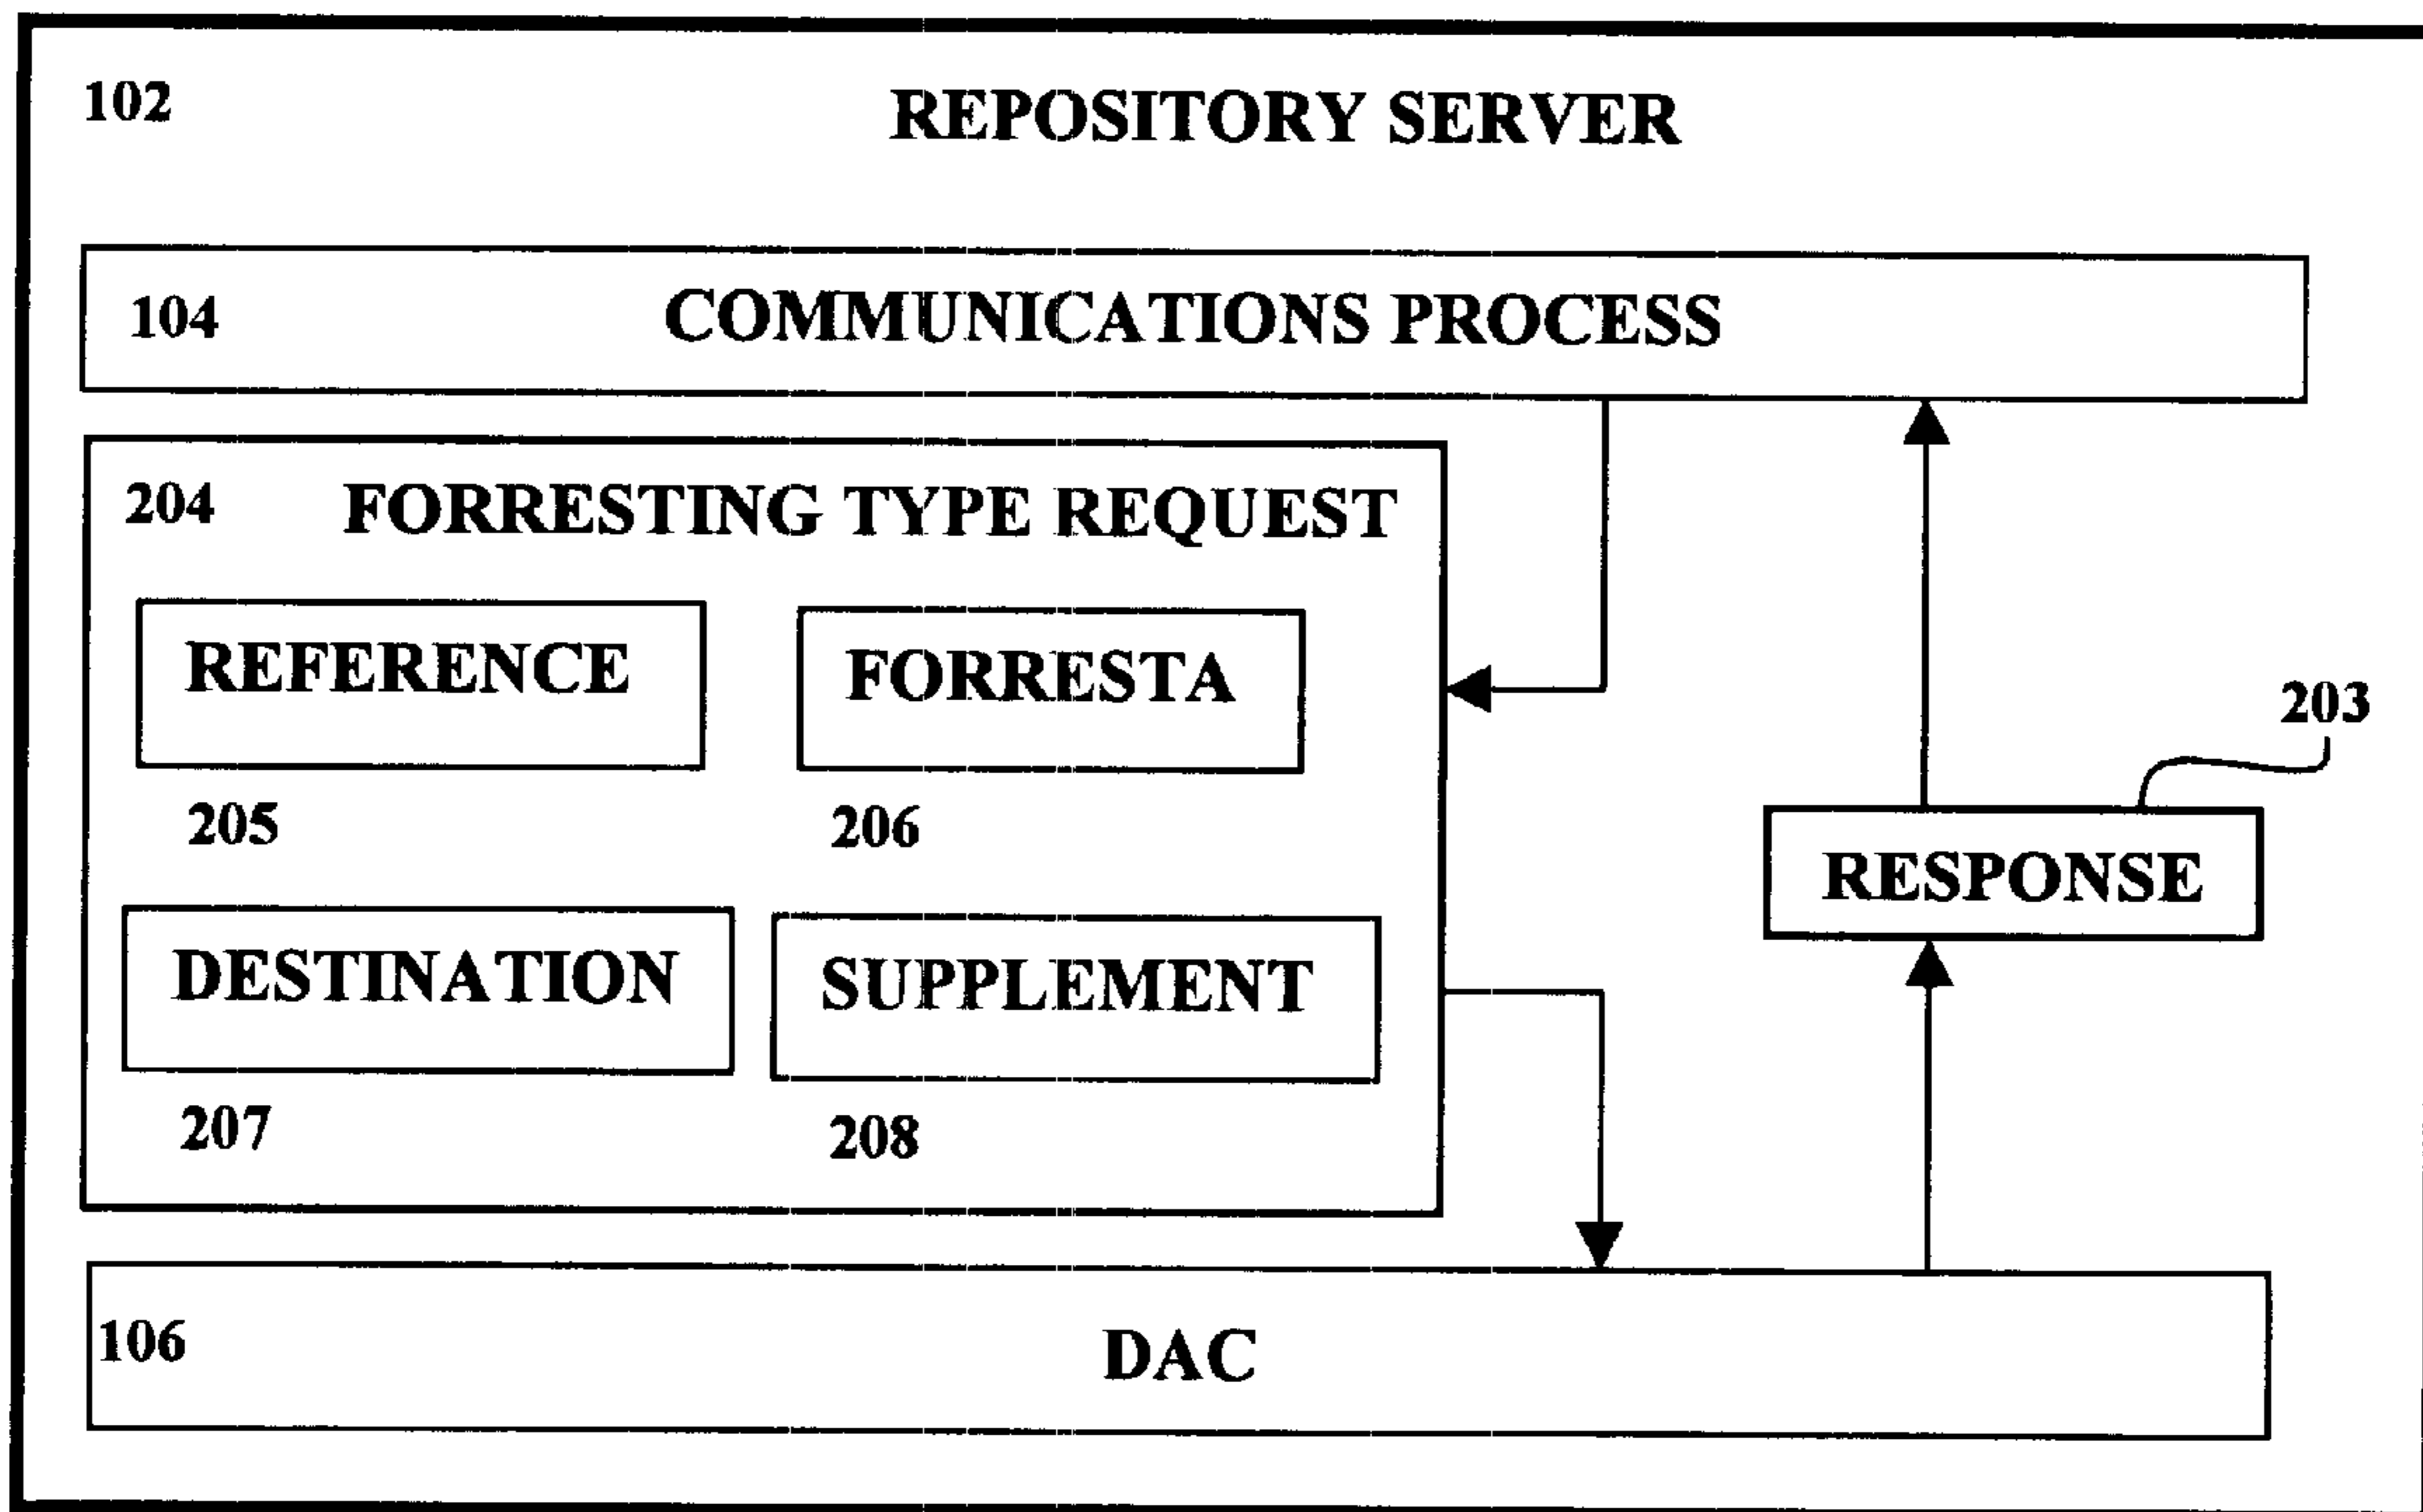 102 REPOSITORY SERVER
104 COMMUNICATIONS PROCESS
204 FORRESTING TYPE REQUEST
REFERENCE FORRESTA
205 206
203
RESPONSE
DESTINATION SUPPLEMENT
207 208
106 DAC